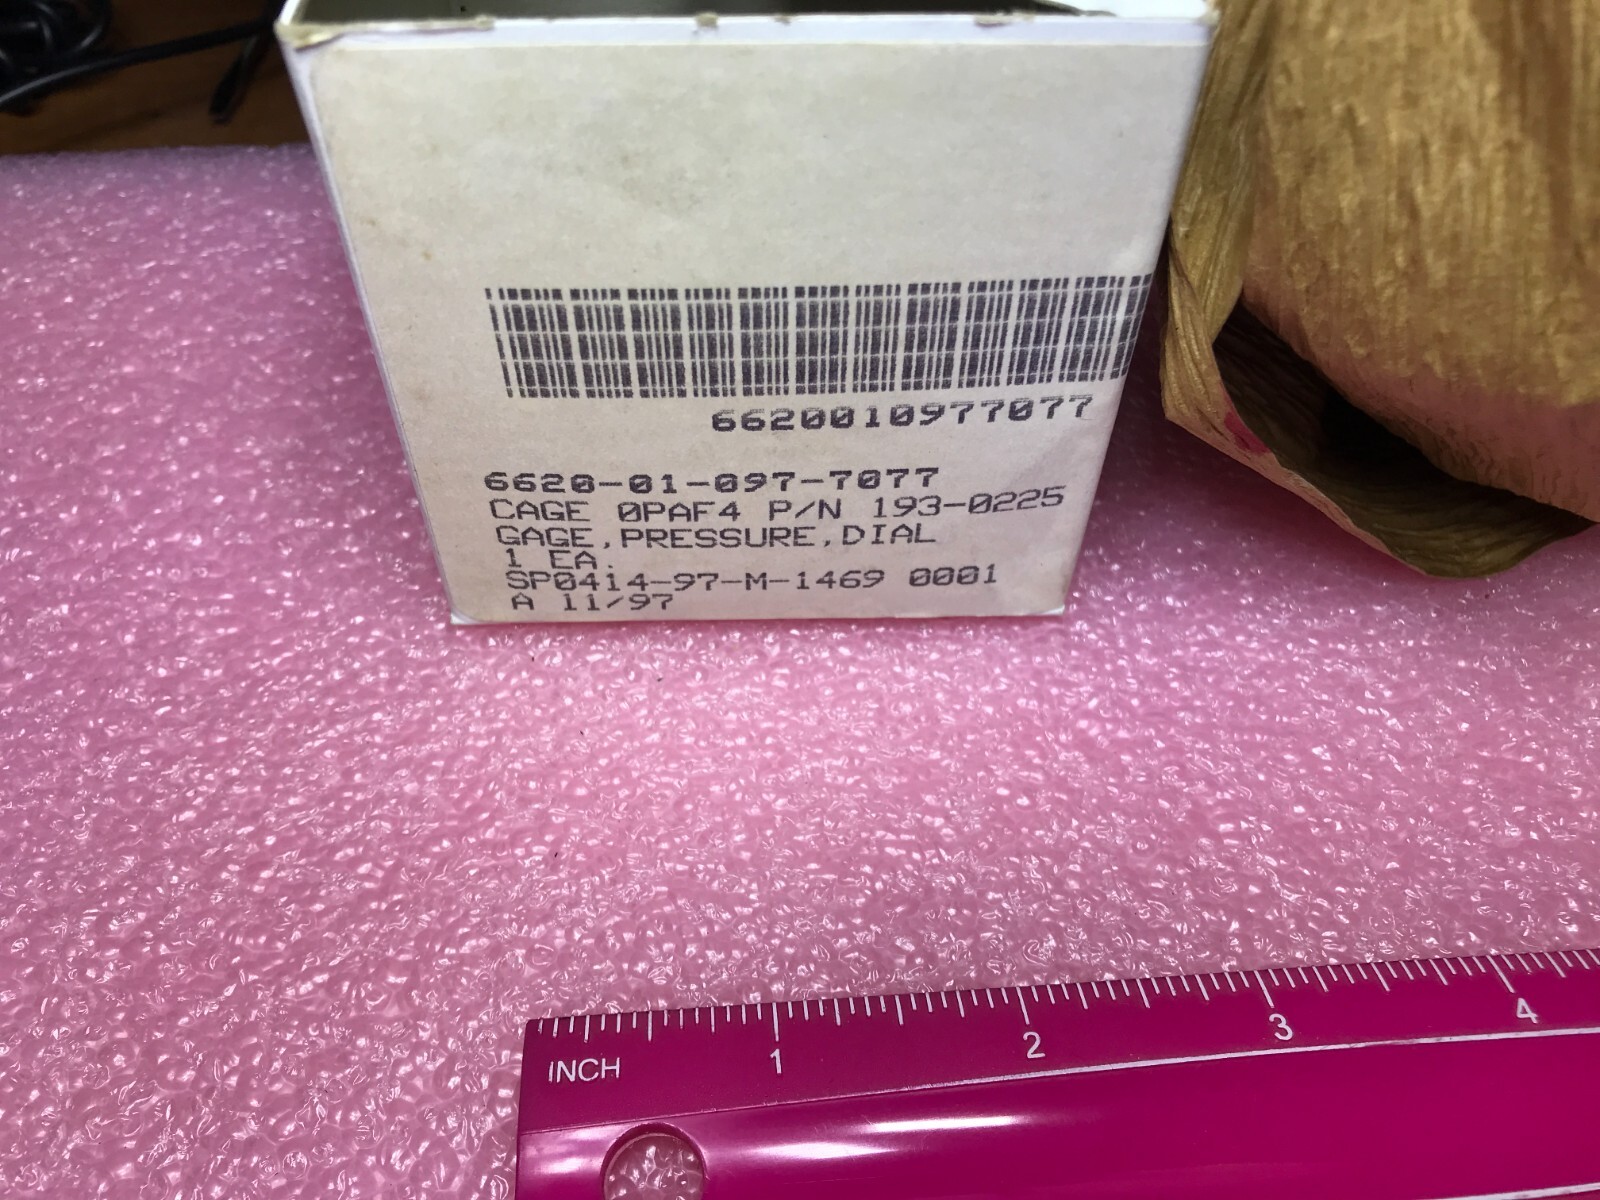 6620010977077
6620-01-097-7077
CAGE 0PAF4 P/N 193-0225
GAGE,PRESSURE,DIAL
1 EA.
SP0414-97-M-1469 0001
A 11/97
INCH
1 2 3 4